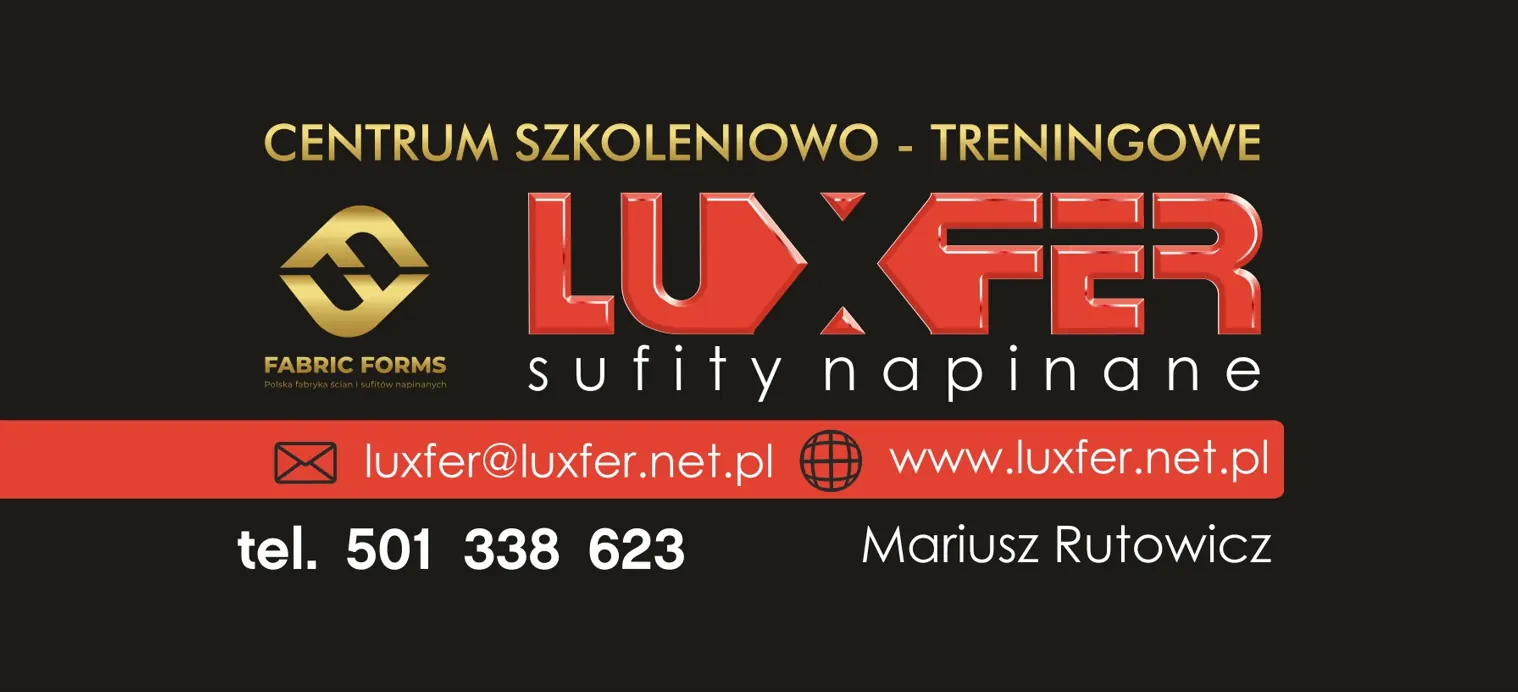 CENTRUM SZKOLENIOWO - TRENINGOWE
LUXFER
sufity napinane
FABRIC FORMS
Polska fabryka ścian i sufitów napinanych
luxfer@luxfer.net.pl
www.luxfer.net.pl
tel. 501 338 623
Mariusz Rutowicz